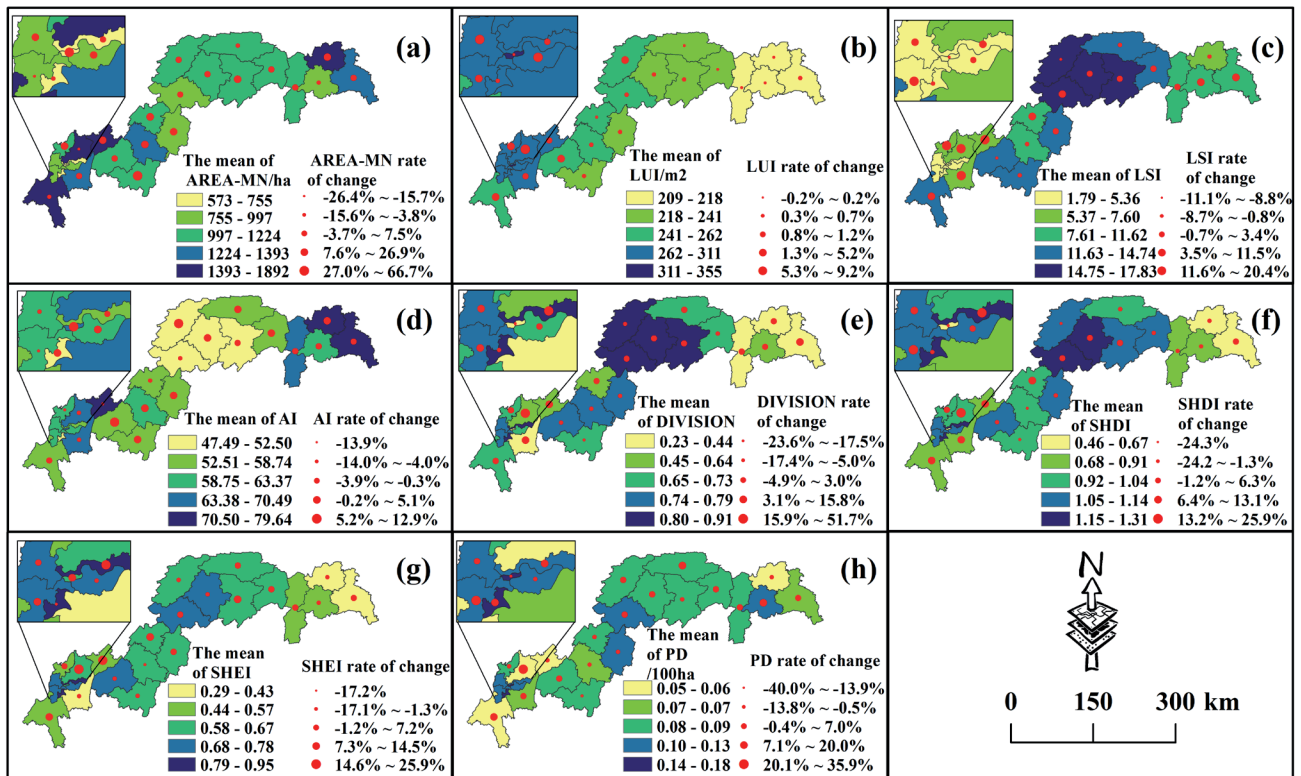 (a)
The mean of
AREA-MN/ha
573 - 755
755 - 997
997 - 1224
1224 - 1393
1393 - 1892
AREA-MN rate
of change
-26.4% ~ -15.7%
-15.6% ~ -3.8%
-3.7% ~ 7.5%
7.6% ~ 26.9%
27.0% ~ 66.7%
(b)
The mean of
LUI/m2
209 - 218
218 - 241
241 - 262
262 - 311
311 - 355
LUI rate of change
-0.2% ~ 0.2%
0.3% ~ 0.7%
0.8% ~ 1.2%
1.3% ~ 5.2%
5.3% ~ 9.2%
(c)
The mean of LSI
1.79 - 5.36
5.37 - 7.60
7.61 - 11.62
11.63 - 14.74
14.75 - 17.83
LSI rate
of change
-11.1% ~ -8.8%
-8.7% ~ -0.8%
-0.7% ~ 3.4%
3.5% ~ 11.5%
11.6% ~ 20.4%
(d)
The mean of AI
47.49 - 52.50
52.51 - 58.74
58.75 - 63.37
63.38 - 70.49
70.50 - 79.64
AI rate of change
-13.9%
-14.0% ~ -4.0%
-3.9% ~ -0.3%
-0.2% ~ 5.1%
5.2% ~ 12.9%
(e)
The mean
of DIVISION
0.23 - 0.44
0.45 - 0.64
0.65 - 0.73
0.74 - 0.79
0.80 - 0.91
DIVISION rate
of change
-23.6% ~ -17.5%
-17.4% ~ -5.0%
-4.9% ~ 3.0%
3.1% ~ 15.8%
15.9% ~ 51.7%
(f)
The mean
of SHDI
0.46 - 0.67
0.68 - 0.91
0.92 - 1.04
1.05 - 1.14
1.15 - 1.31
SHDI rate
of change
-24.3%
-24.2 ~ -1.3%
-1.2% ~ 6.3%
6.4% ~ 13.1%
13.2% ~ 25.9%
(g)
The mean
of SHEI
0.29 - 0.43
0.44 - 0.57
0.58 - 0.67
0.68 - 0.78
0.79 - 0.95
SHEI rate
of change
-17.2%
-17.1% ~ -1.3%
-1.2% ~ 7.2%
7.3% ~ 14.5%
14.6% ~ 25.9%
(h)
The mean
of PD
/100ha
0.05 - 0.06
0.07 - 0.07
0.08 - 0.09
0.10 - 0.13
0.14 - 0.18
PD rate of change
-40.0% ~ -13.9%
-13.8% ~ -0.5%
-0.4% ~ 7.0%
7.1% ~ 20.0%
20.1% ~ 35.9%
N
0 150 300 km